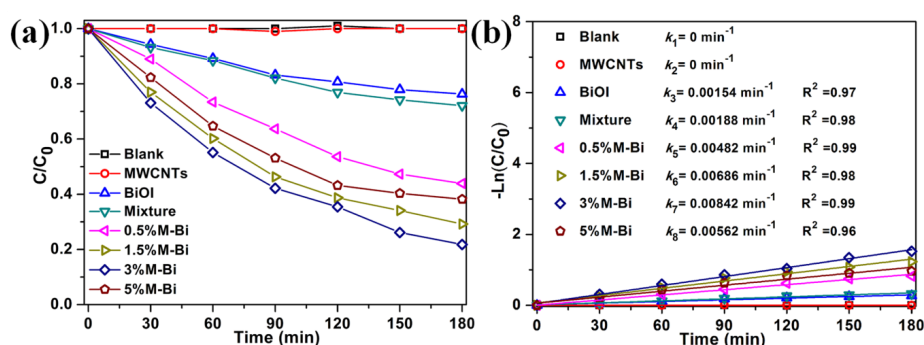 (a)
C/C0
1.0
0.8
0.6
0.4
0.2
0.0
Blank
MWCNTs
BiOI
Mixture
0.5%M-Bi
1.5%M-Bi
3%M-Bi
5%M-Bi
0 30 60 90 120 150 180
Time (min)
(b)
-Ln(C/C0)
8
6
4
2
0
Blank k1= 0 min-1
MWCNTs k2= 0 min-1
BiOI k3= 0.00154 min-1 R2 =0.97
Mixture k4= 0.00188 min-1 R2 =0.98
0.5%M-Bi k5= 0.00482 min-1 R2 =0.99
1.5%M-Bi k6= 0.00686 min-1 R2 =0.98
3%M-Bi k7= 0.00842 min-1 R2 =0.99
5%M-Bi k8= 0.00562 min-1 R2 =0.96
0 30 60 90 120 150 180
Time (min)